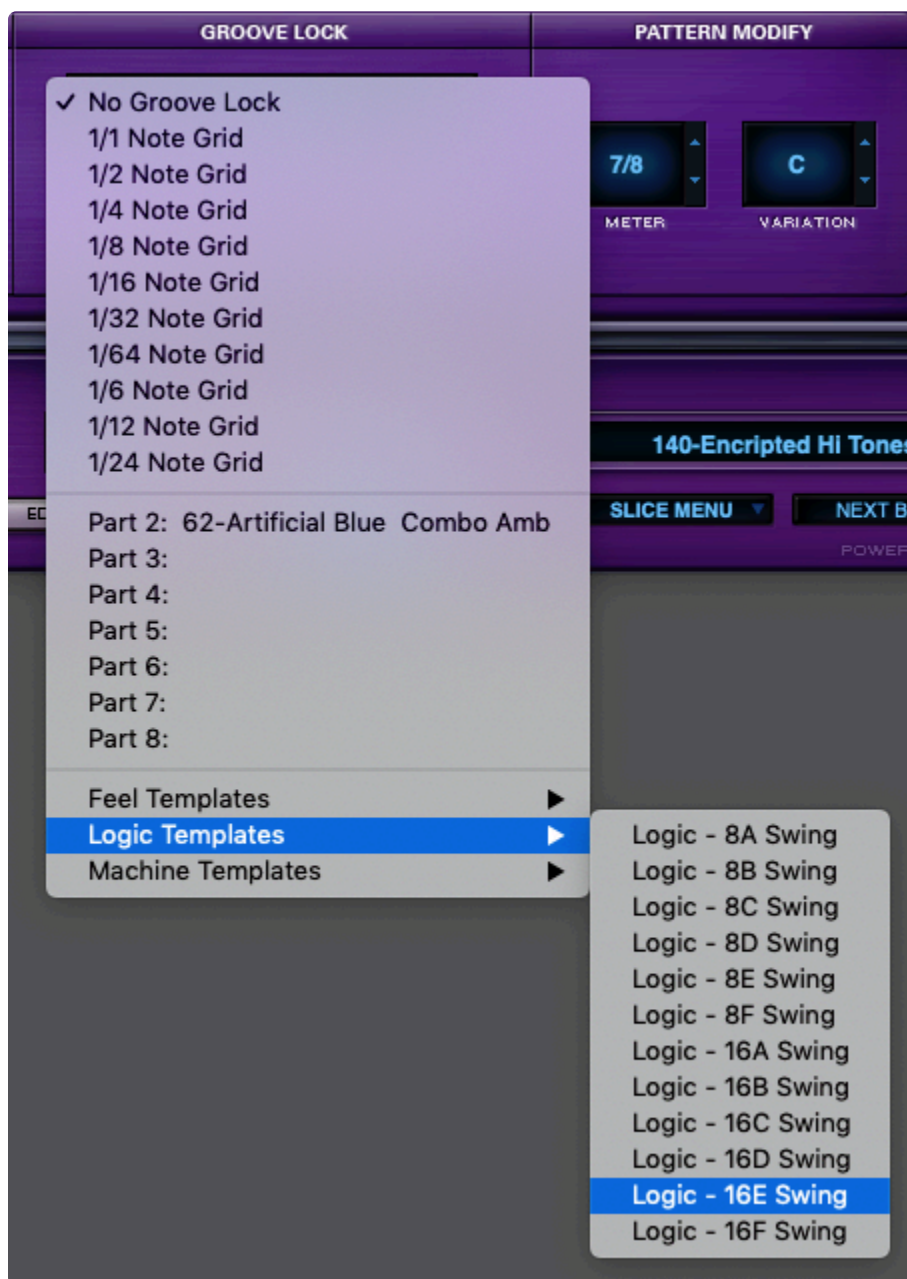 GROOVE LOCK
PATTERN MODIFY
✓ No Groove Lock
1/1 Note Grid
1/2 Note Grid
1/4 Note Grid
1/8 Note Grid
1/16 Note Grid
1/32 Note Grid
1/64 Note Grid
1/6 Note Grid
1/12 Note Grid
1/24 Note Grid
Part 2: 62-Artificial Blue Combo Amb
Part 3:
Part 4:
Part 5:
Part 6:
Part 7:
Part 8:
Feel Templates
Logic Templates
Machine Templates
7/8
C
METER
VARIATION
140-Encripted Hi Tones
SLICE MENU
NEXT B
POWER
Logic - 8A Swing
Logic - 8B Swing
Logic - 8C Swing
Logic - 8D Swing
Logic - 8E Swing
Logic - 8F Swing
Logic - 16A Swing
Logic - 16B Swing
Logic - 16C Swing
Logic - 16D Swing
Logic - 16E Swing
Logic - 16F Swing